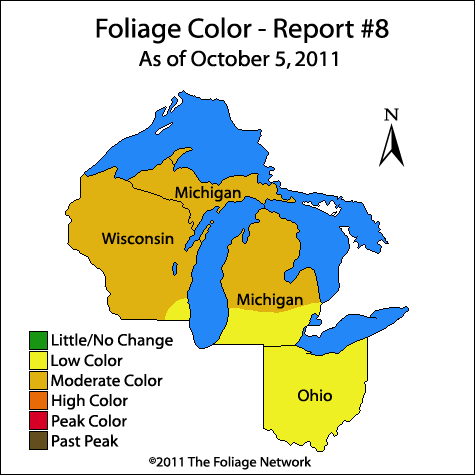 Foliage Color - Report #8
As of October 5, 2011
N
Michigan
Wisconsin
Michigan
Little/No Change
Low Color
Moderate Color
High Color
Peak Color
Past Peak
Ohio
©2011 The Foliage Network